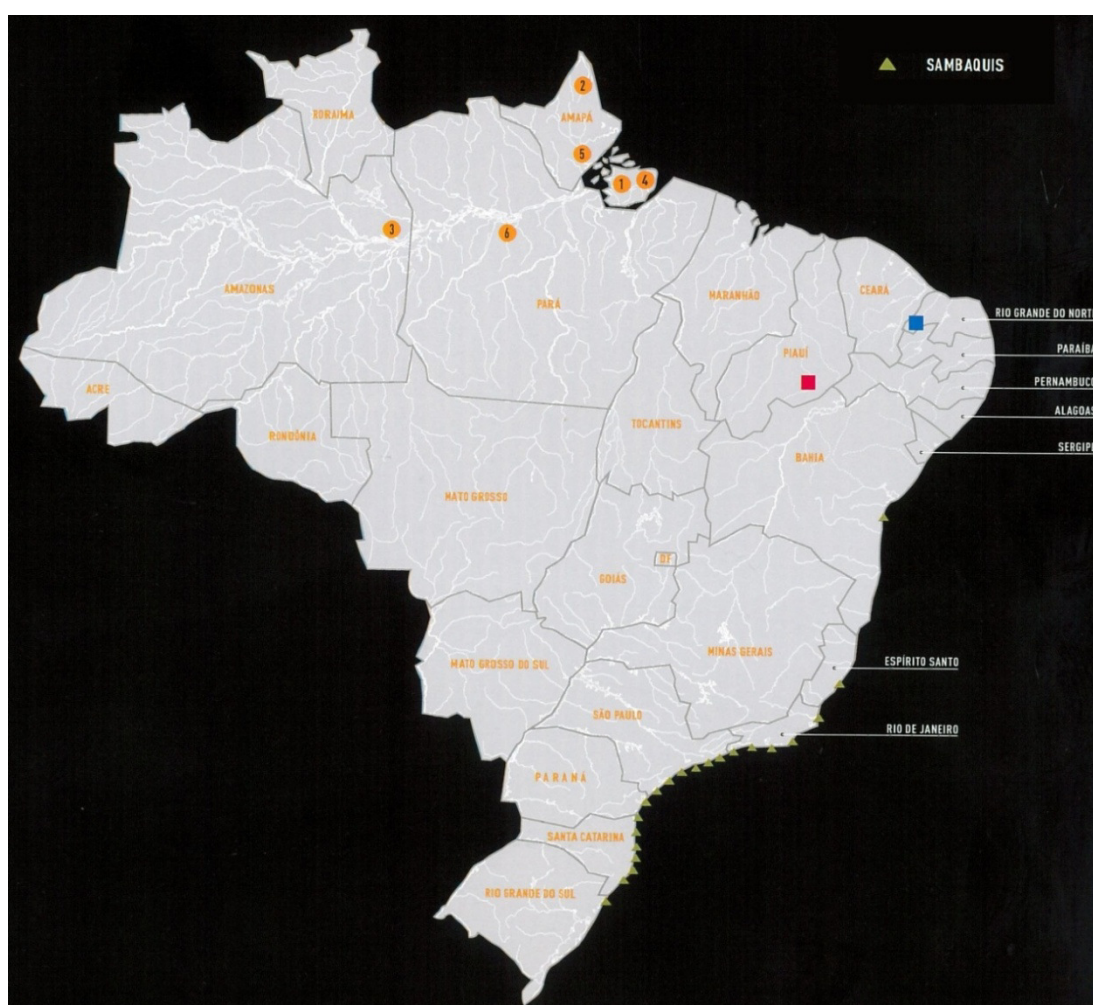 SAMBAQUIS
2
RORAIMA
AMAPÁ
5
1
4
3
6
AMAZONAS
PARÁ
MARANHÃO
CEARÁ
RIO GRANDE DO NORTE
PIAUÍ
PARAÍBA
ACRE
PERNAMBUCO
ALAGOAS
TOCANTINS
RONDÔNIA
BAHIA
SERGIPE
MATO GROSSO
DF
GOIÁS
MINAS GERAIS
MATO GROSSO DO SUL
ESPÍRITO SANTO
SÃO PAULO
RIO DE JANEIRO
PARANÁ
SANTA CATARINA
RIO GRANDE DO SUL